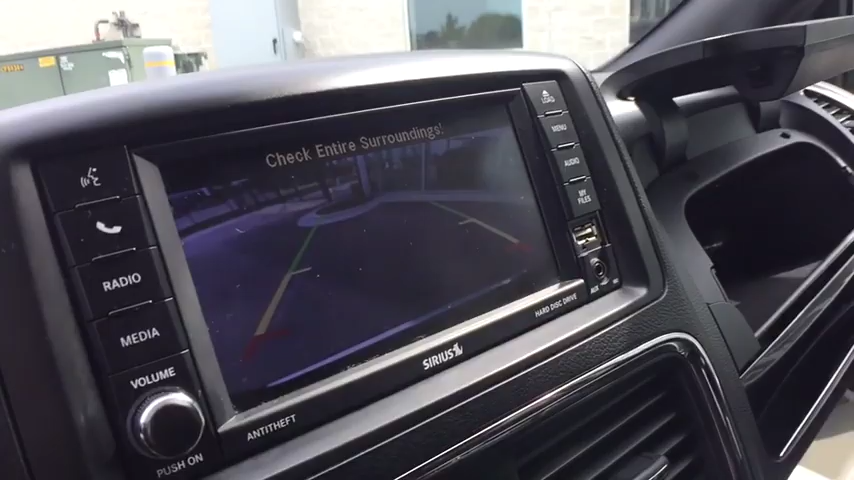 Check Entire Surroundings!
LOAD
MENU
AUDIO
MY
FILES
RADIO
MEDIA
VOLUME
PUSH ON
ANTITHEFT
SIRIUS
HARD DISC DRIVE
AUX